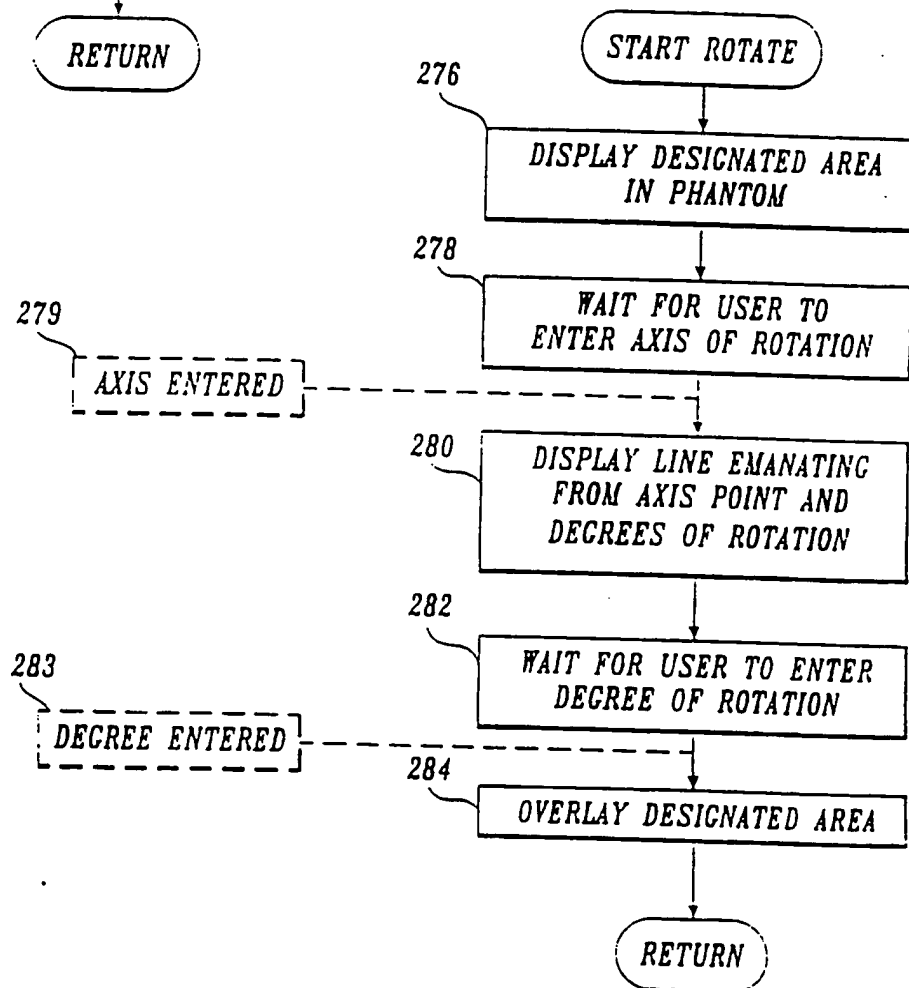 RETURN
START ROTATE
276
DISPLAY DESIGNATED AREA
IN PHANTOM
278
WAIT FOR USER TO
ENTER AXIS OF ROTATION
279
AXIS ENTERED
280
DISPLAY LINE EMANATING
FROM AXIS POINT AND
DEGREES OF ROTATION
282
WAIT FOR USER TO ENTER
DEGREE OF ROTATION
283
DEGREE ENTERED
284
OVERLAY DESIGNATED AREA
RETURN